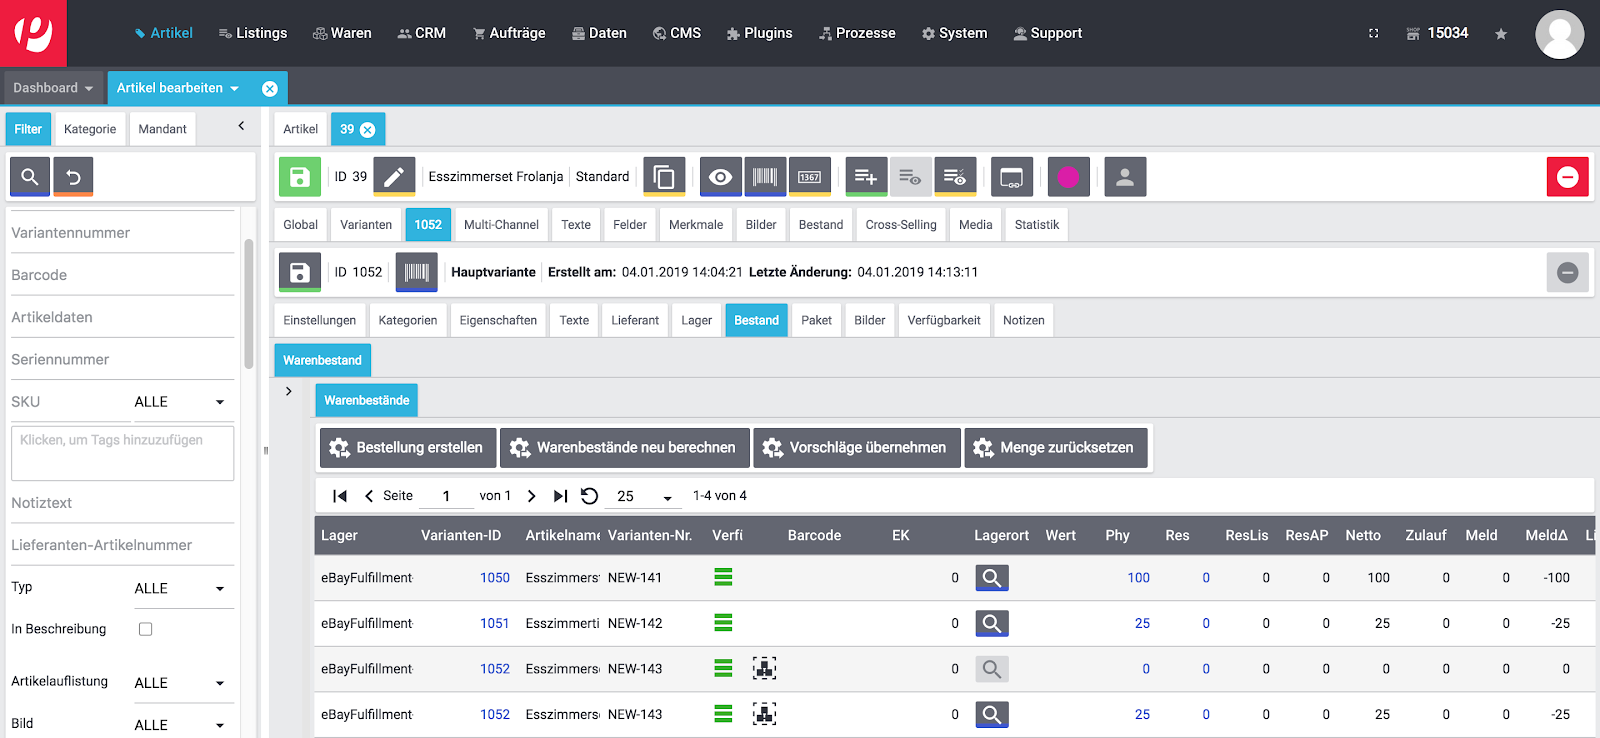 Artikel Listings Waren CRM Aufträge Daten CMS Plugins Prozesse System Support SHOP 15034
Dashboard Artikel bearbeiten
Filter Kategorie Mandant
Variantennummer
Barcode
Artikeldaten
Seriennummer
SKU ALLE
Klicken, um Tags hinzuzufügen
Notiztext
Lieferanten-Artikelnummer
Typ ALLE
In Beschreibung
Artikelauflistung ALLE
Bild ALLE
Artikel 39
ID 39 Esszimmerset Frolanja Standard 1367
Global Varianten 1052 Multi-Channel Texte Felder Merkmale Bilder Bestand Cross-Selling Media Statistik
ID 1052 Hauptvariante Erstellt am: 04.01.2019 14:04:21 Letzte Änderung: 04.01.2019 14:13:11
Einstellungen Kategorien Eigenschaften Texte Lieferant Lager Bestand Paket Bilder Verfügbarkeit Notizen
Warenbestand
Warenbestände
Bestellung erstellen Warenbestände neu berechnen Vorschläge übernehmen Menge zurücksetzen
Seite 1 von 1 25 1-4 von 4
Lager Varianten-ID Artikelname Varianten-Nr. Verfü Barcode EK Lagerort Wert Phy Res ResLis ResAP Netto Zulauf Meld MeldΔ Li
eBayFulfillment- 1050 Esszimmerst NEW-141 0 100 0 0 0 100 0 0 -100
eBayFulfillment- 1051 Esszimmerti NEW-142 0 25 0 0 0 25 0 0 -25
eBayFulfillment- 1052 Esszimmerse NEW-143 0 0 0 0 0 0 0 0 0
eBayFulfillment- 1052 Esszimmerse NEW-143 0 25 0 0 0 25 0 0 -25